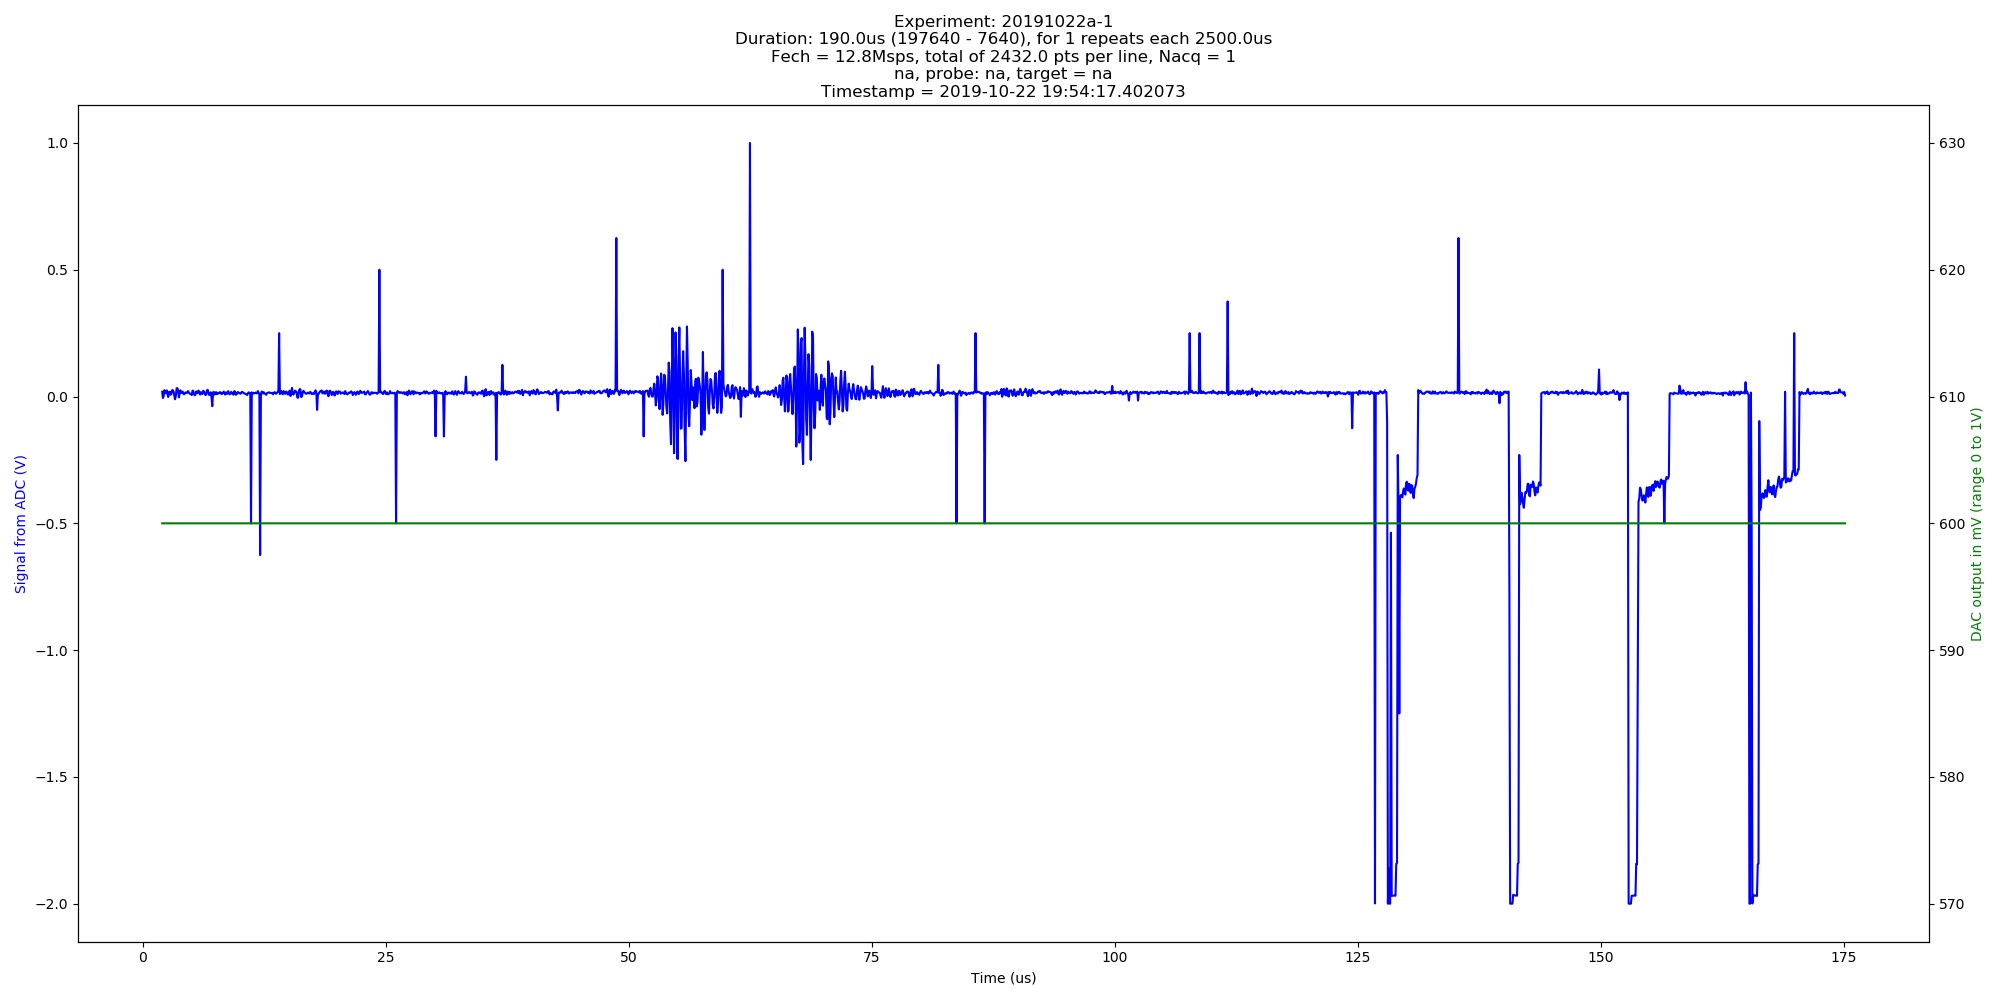 Experiment: 20191022a-1
Duration: 190.0us (197640 - 7640), for 1 repeats each 2500.0us
Fech = 12.8Msps, total of 2432.0 pts per line, Nacq = 1
na, probe: na, target = na
Timestamp = 2019-10-22 19:54:17.402073
1.0
0.5
0.0
−0.5
−1.0
−1.5
−2.0
Signal from ADC (V)
630
620
610
600
590
580
570
DAC output in mV (range 0 to 1V)
0
25
50
75
100
125
150
175
Time (us)